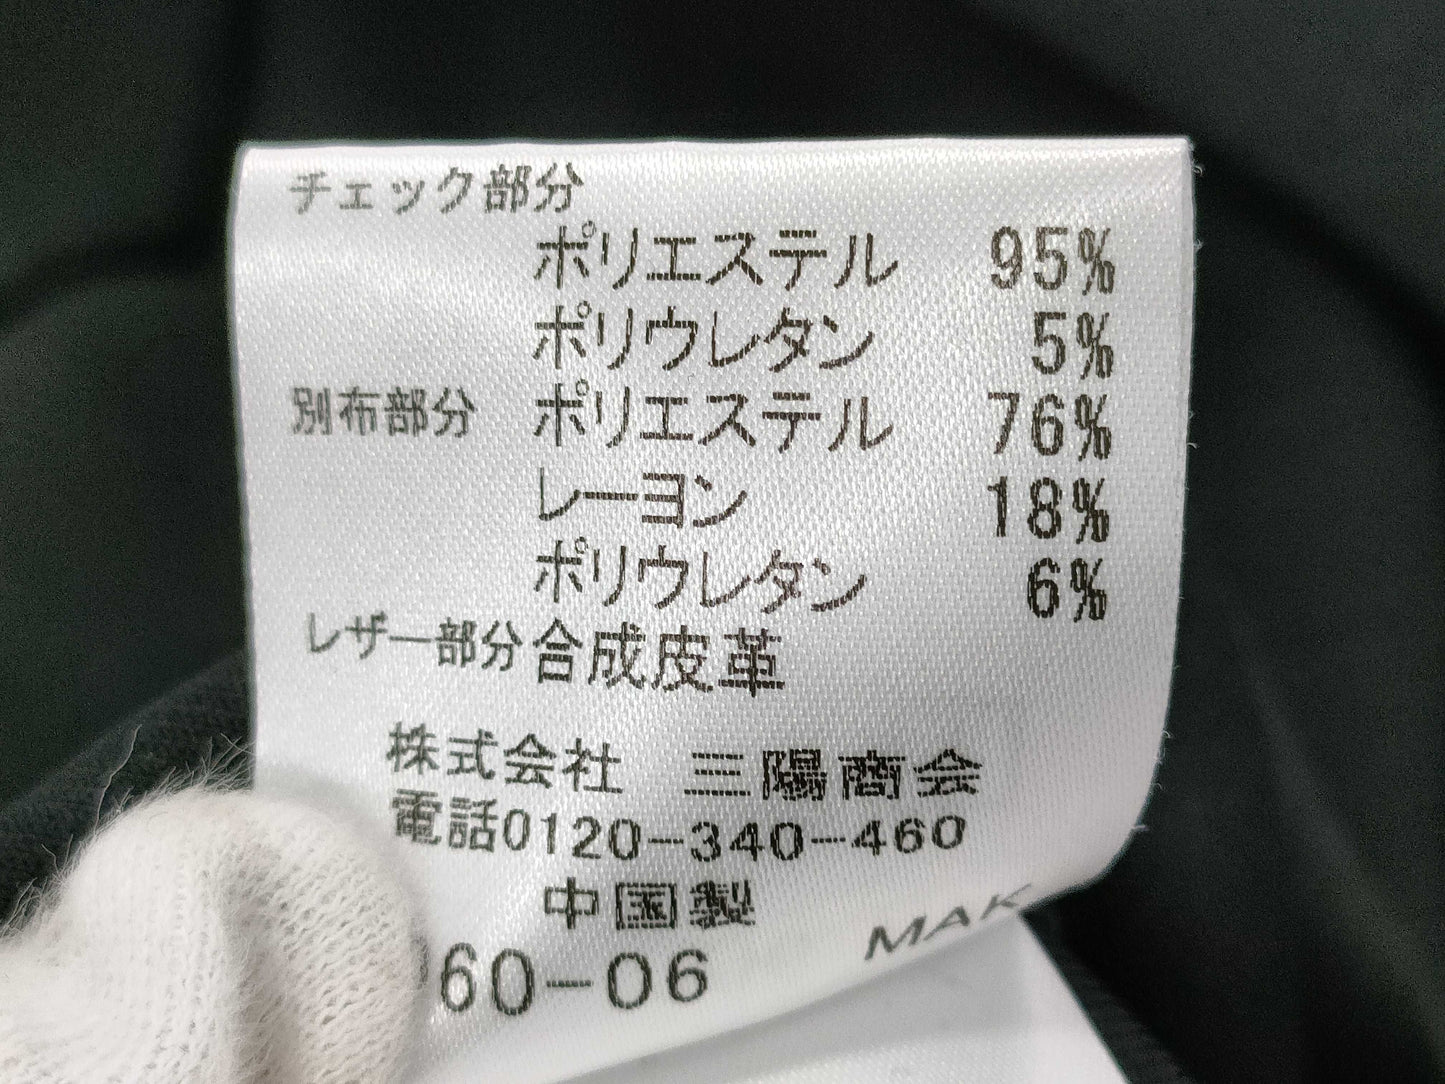 チェック部分
ポリエステル 95%
ポリウレタン 5%
別布部分 ポリエステル 76%
レーヨン 18%
ポリウレタン 6%
レザー部分 合成皮革
株式会社 三陽商会
電話0120-340-460
中国製
60-06
MAK